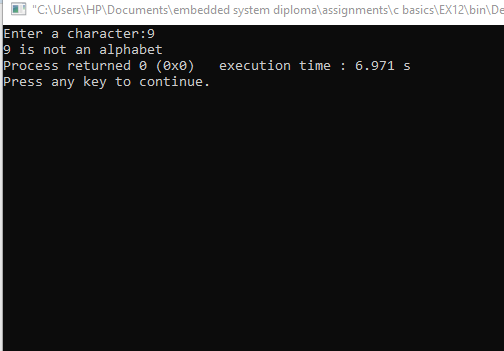 "C:\Users\HP\Documents\embedded system diploma\assignments\c basics\EX12\bin\De
Enter a character:9
9 is not an alphabet
Process returned 0 (0x0)   execution time : 6.971 s
Press any key to continue.